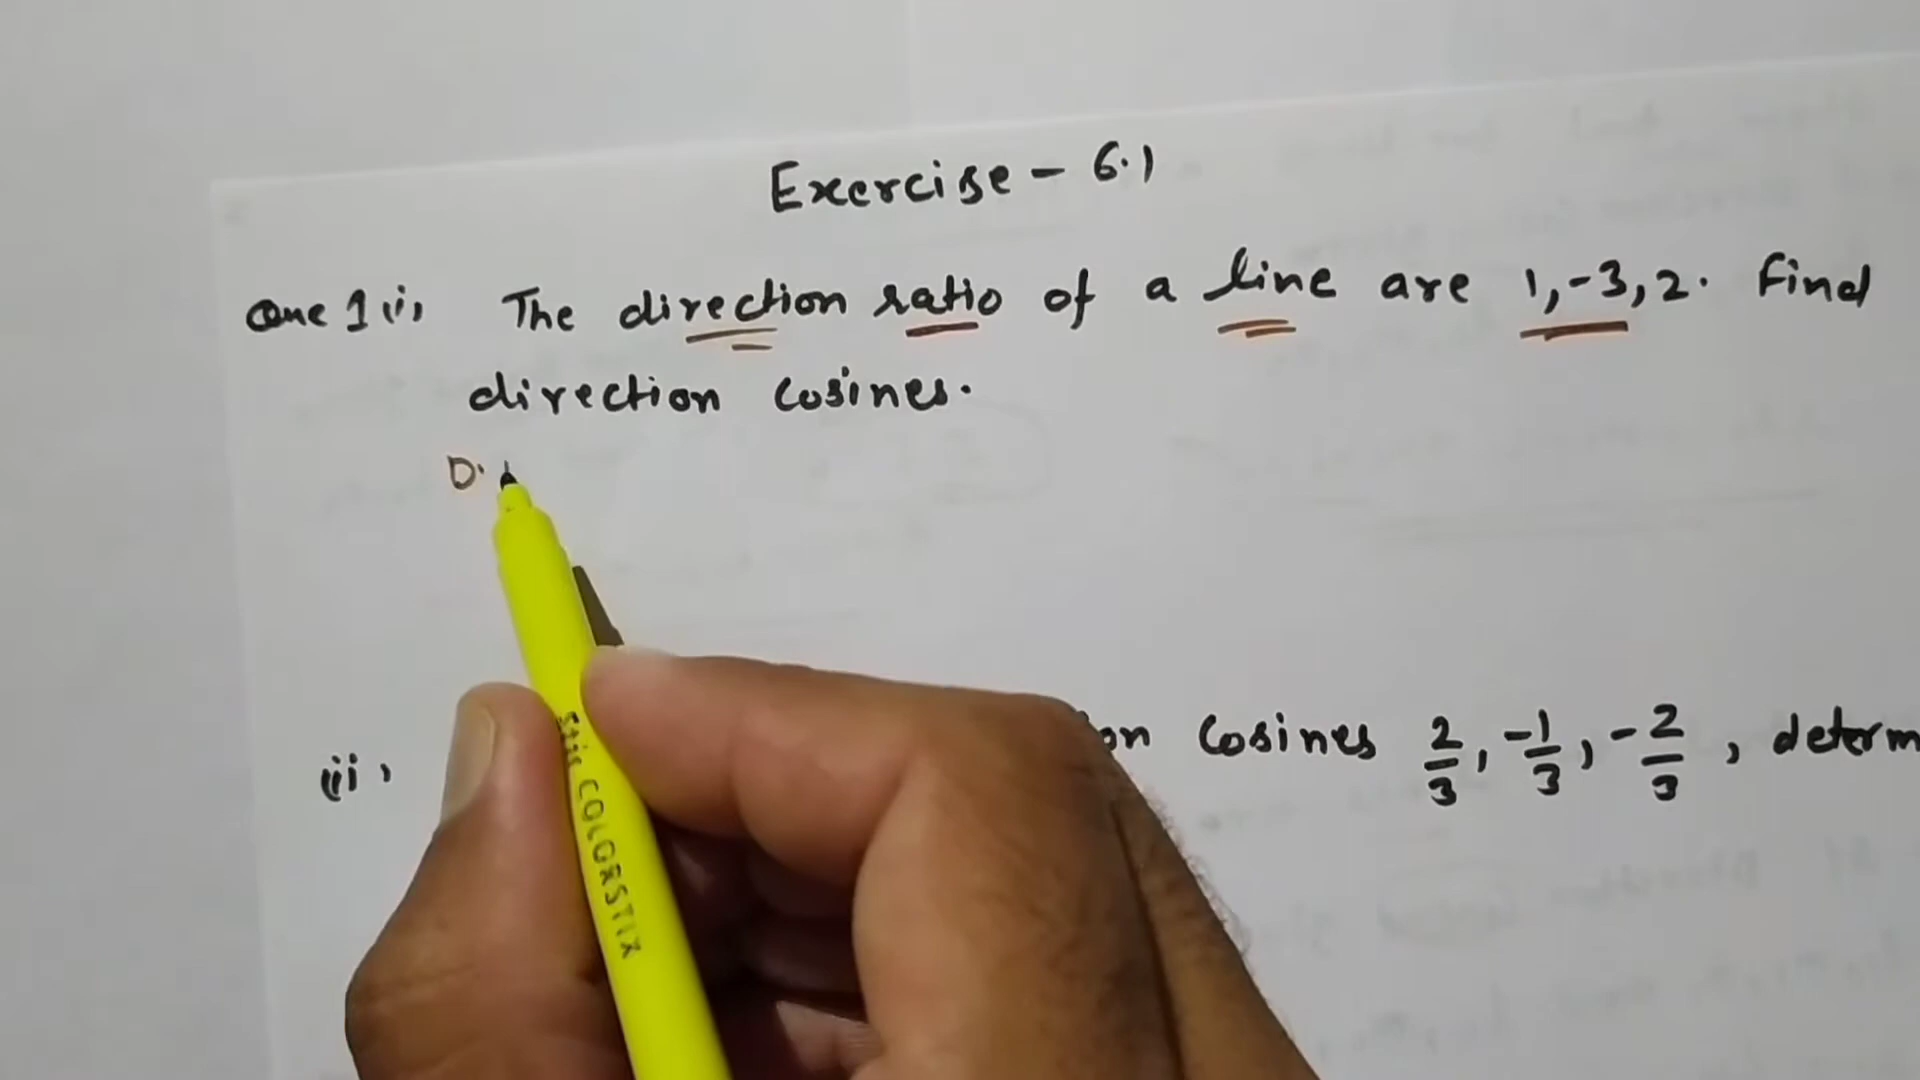 Exercise - 6.1
Que 1 (i), The direction ratio of a line are 1, -3, 2. Find
direction cosines.
D.
(ii), on cosines 2/3, -1/3, -2/3, determ
Stic COLORSTIX